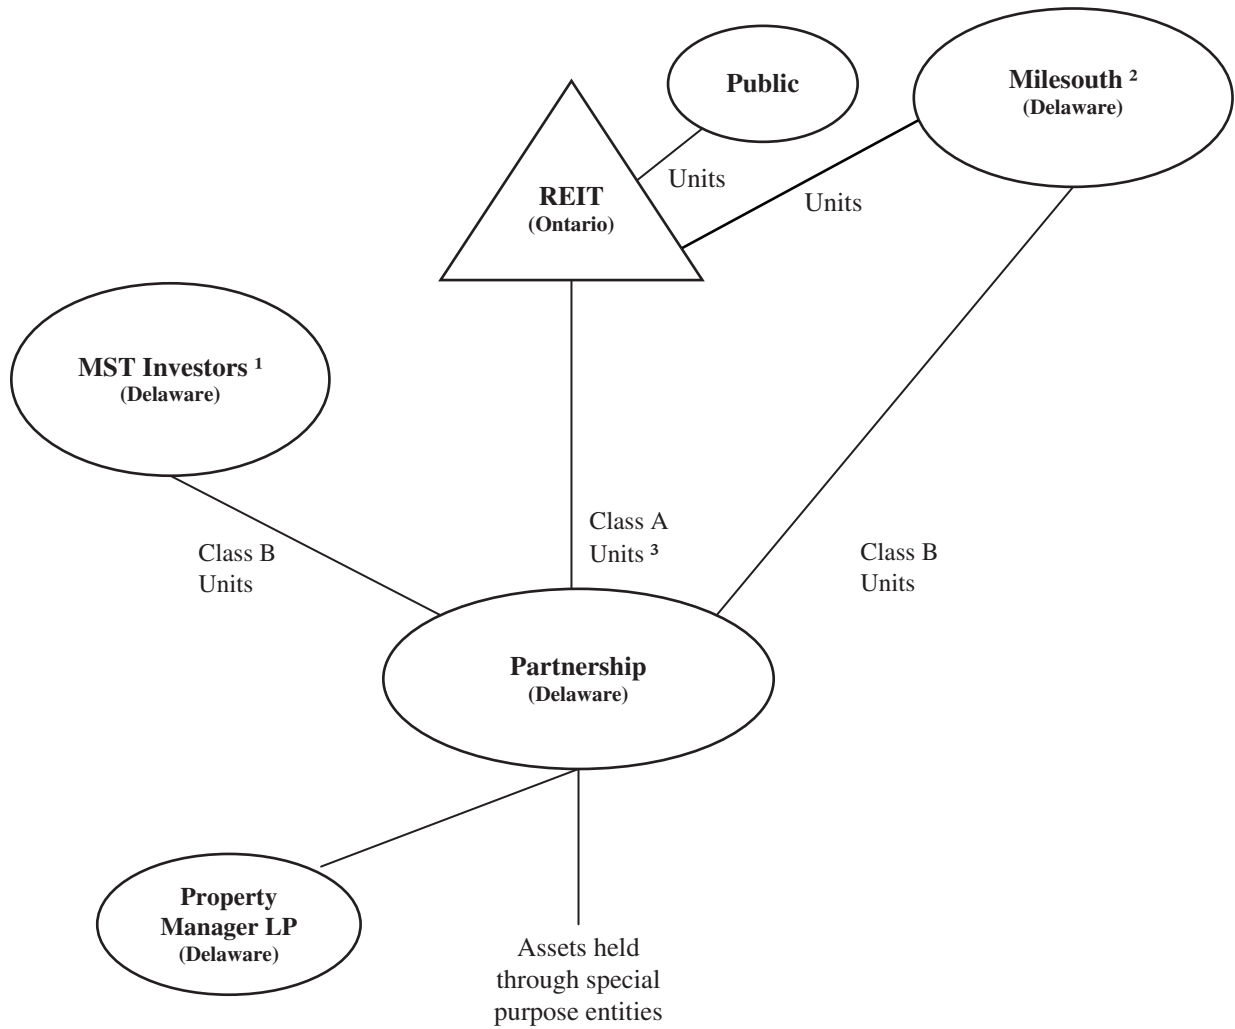 Public
Milesouth ²
(Delaware)
Units
Units
REIT
(Ontario)
MST Investors ¹
(Delaware)
Class A
Units ³
Class B
Units
Class B
Units
Partnership
(Delaware)
Property
Manager LP
(Delaware)
Assets held
through special
purpose entities